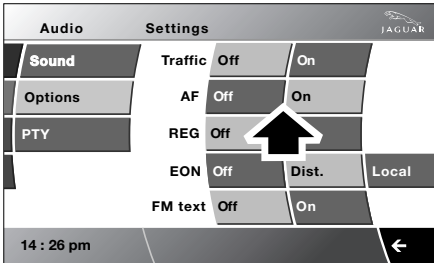 Audio Settings JAGUAR
Sound Traffic Off On
Options AF Off On
PTY REG Off
EON Off Dist. Local
FM text Off On
14 : 26 pm